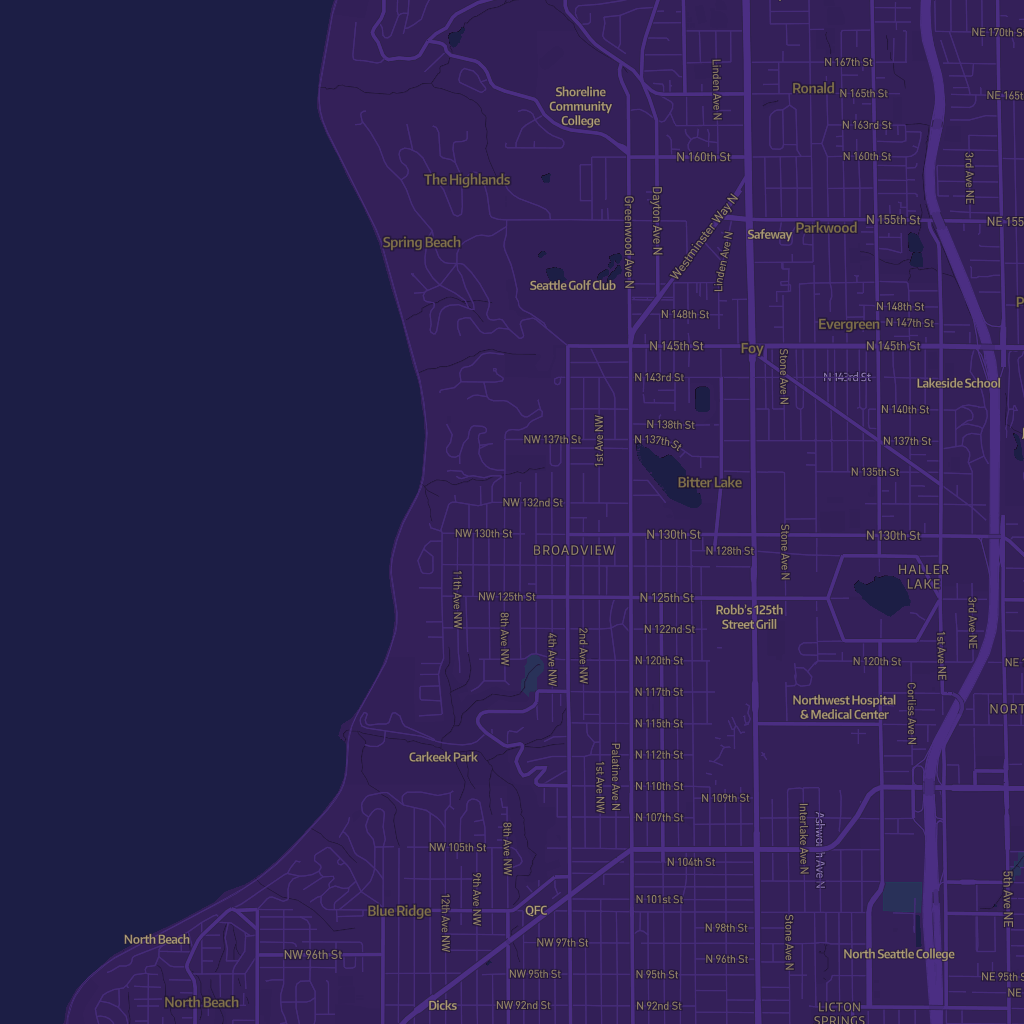 NE 170th St
N 167th St
Linden Ave N
Ronald
N 165th St
NE 165th
Shoreline
Community
College
N 163rd St
N 160th St
N 160th St
3rd Ave NE
The Highlands
Greenwood Ave N
Dayton Ave N
Westminster Way N
N 155th St
NE 155
Parkwood
Safeway
Linden Ave N
Spring Beach
Seattle Golf Club
N 148th St
N 148th St
N 147th St
Evergreen
N 145th St
Foy
N 145th St
N 143rd St
Stone Ave N
N 143rd St
Lakeside School
N 140th St
1st Ave NW
N 138th St
NW 137th St
N 137th St
N 137th St
N 135th St
Bitter Lake
NW 132nd St
NW 130th St
N 130th St
N 130th St
BROADVIEW
N 128th St
Stone Ave N
HALLER
LAKE
11th Ave NW
NW 125th St
N 125th St
Robb's 125th
Street Grill
3rd Ave NE
8th Ave NW
4th Ave NW
2nd Ave NW
N 122nd St
1st Ave NE
N 120th St
N 120th St
NE 1
N 117th St
Northwest Hospital
& Medical Center
Corliss Ave N
NORT
N 115th St
Carkeek Park
N 112th St
1st Ave NW
Palatine Ave N
N 110th St
N 109th St
N 107th St
Interlake Ave N
Ashworth Ave N
8th Ave NW
NW 105th St
N 104th St
9th Ave NW
12th Ave NW
5th Ave NE
N 101st St
Blue Ridge
QFC
N 98th St
Stone Ave N
North Beach
NW 97th St
NW 96th St
N 96th St
North Seattle College
NW 95th St
N 95th St
NE 95th S
NE
North Beach
Dicks
NW 92nd St
N 92nd St
LICTON
SPRINGS